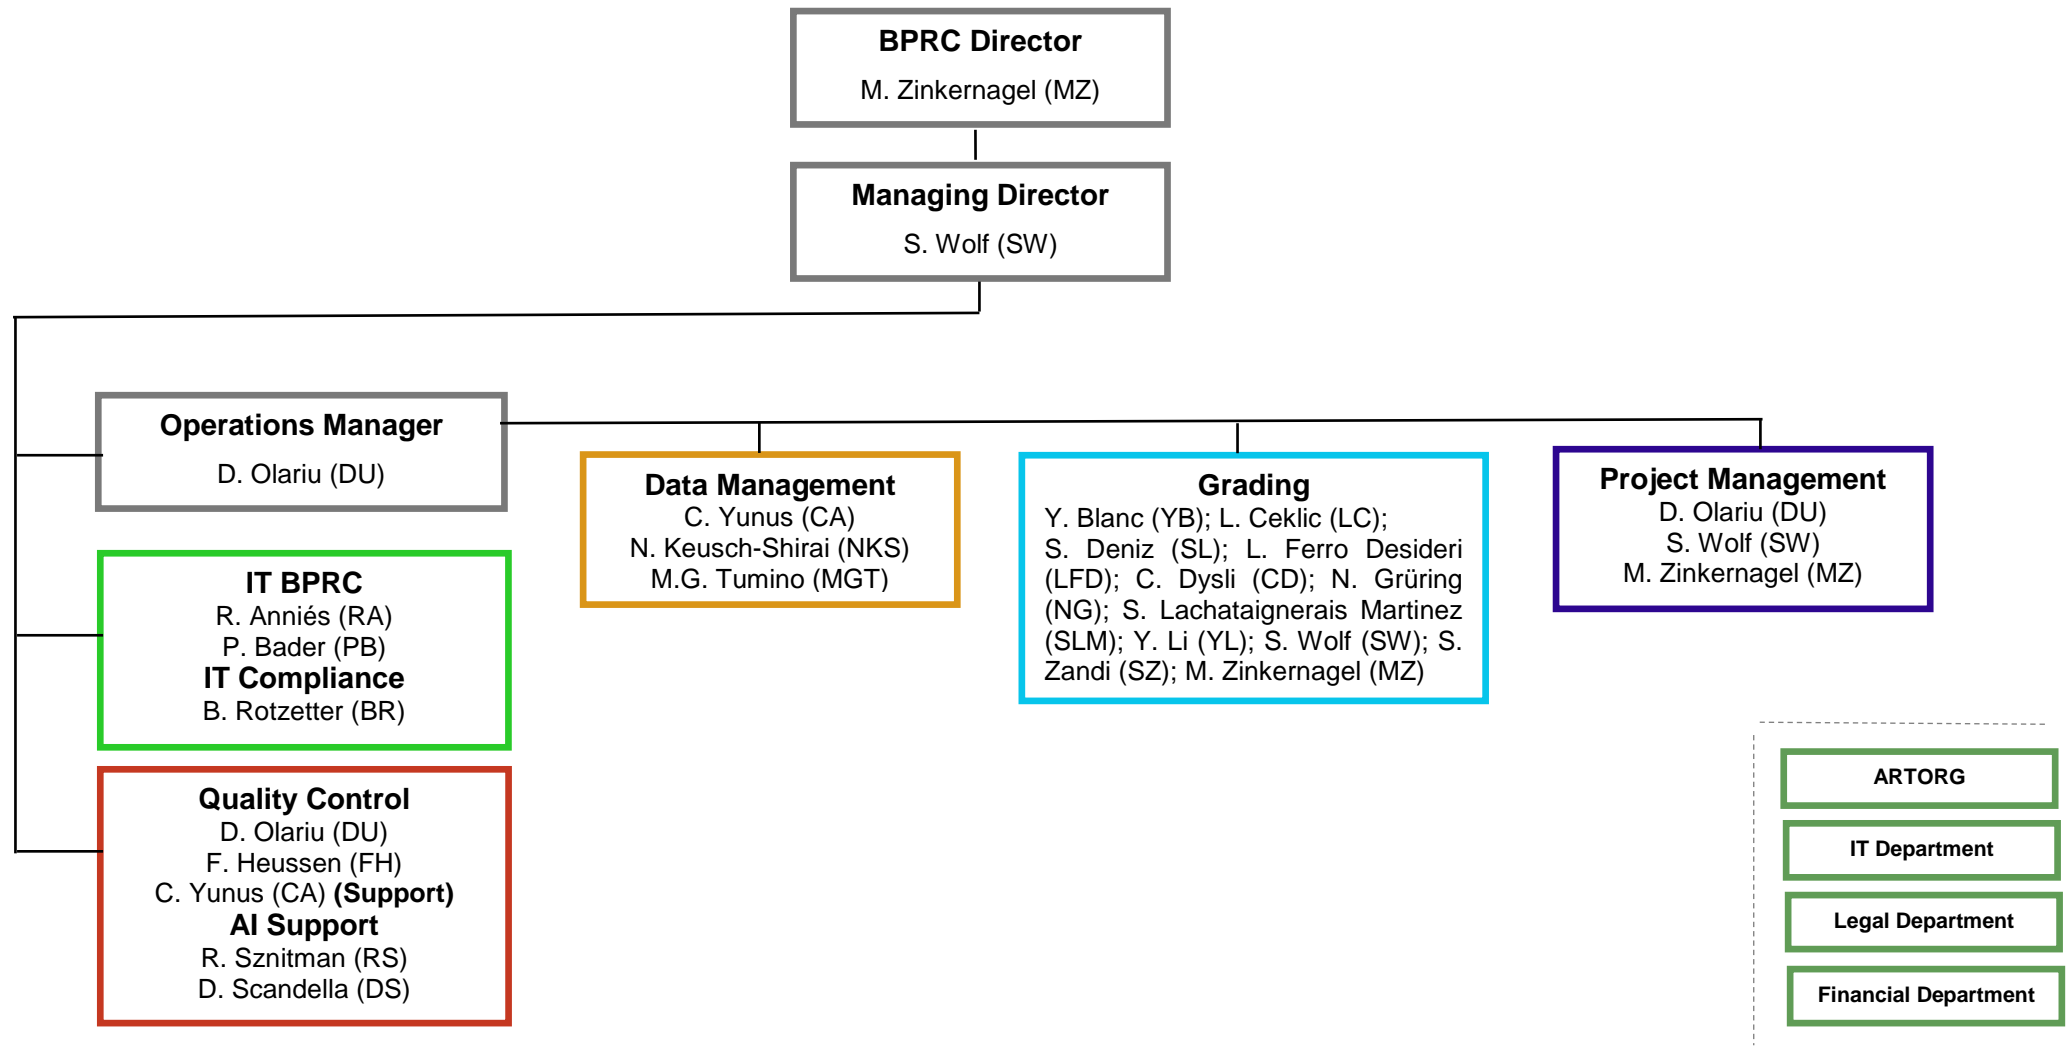 BPRC Director
M. Zinkernagel (MZ)
Managing Director
S. Wolf (SW)
Operations Manager
D. Olariu (DU)
Data Management
C. Yunus (CA)
N. Keusch-Shirai (NKS)
M.G. Tumino (MGT)
Grading
Y. Blanc (YB); L. Ceklic (LC);
S. Deniz (SL); L. Ferro Desideri
(LFD); C. Dysli (CD); N. Grüring
(NG); S. Lachataignerais Martinez
(SLM); Y. Li (YL); S. Wolf (SW); S.
Zandi (SZ); M. Zinkernagel (MZ)
Project Management
D. Olariu (DU)
S. Wolf (SW)
M. Zinkernagel (MZ)
IT BPRC
R. Anniés (RA)
P. Bader (PB)
IT Compliance
B. Rotzetter (BR)
Quality Control
D. Olariu (DU)
F. Heussen (FH)
C. Yunus (CA) (Support)
AI Support
R. Sznitman (RS)
D. Scandella (DS)
ARTORG
IT Department
Legal Department
Financial Department